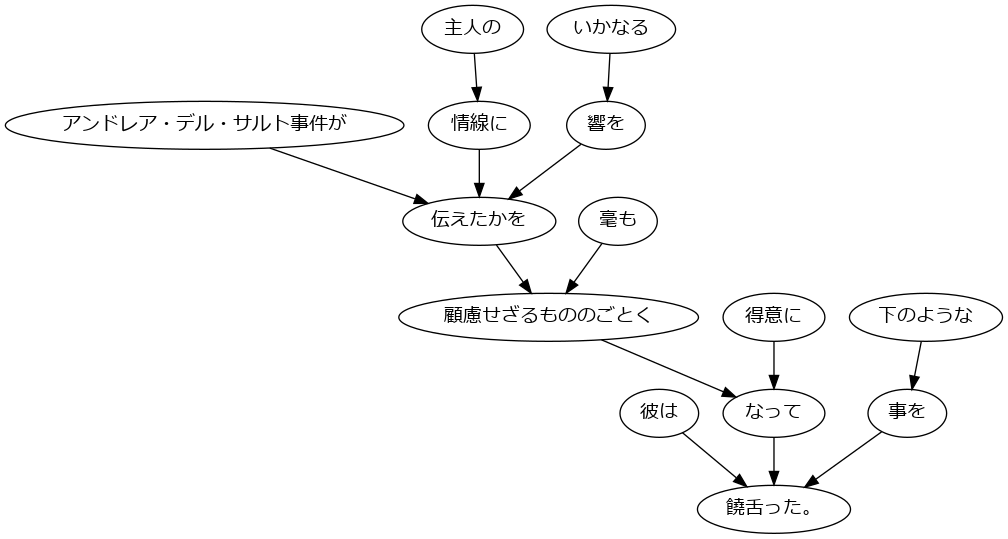 主人の
いかなる
アンドレア・デル・サルト事件が
情線に
響を
伝えたかを
毫も
顧慮せざるもののごとく
得意に
下のような
彼は
なって
事を
饒舌った。